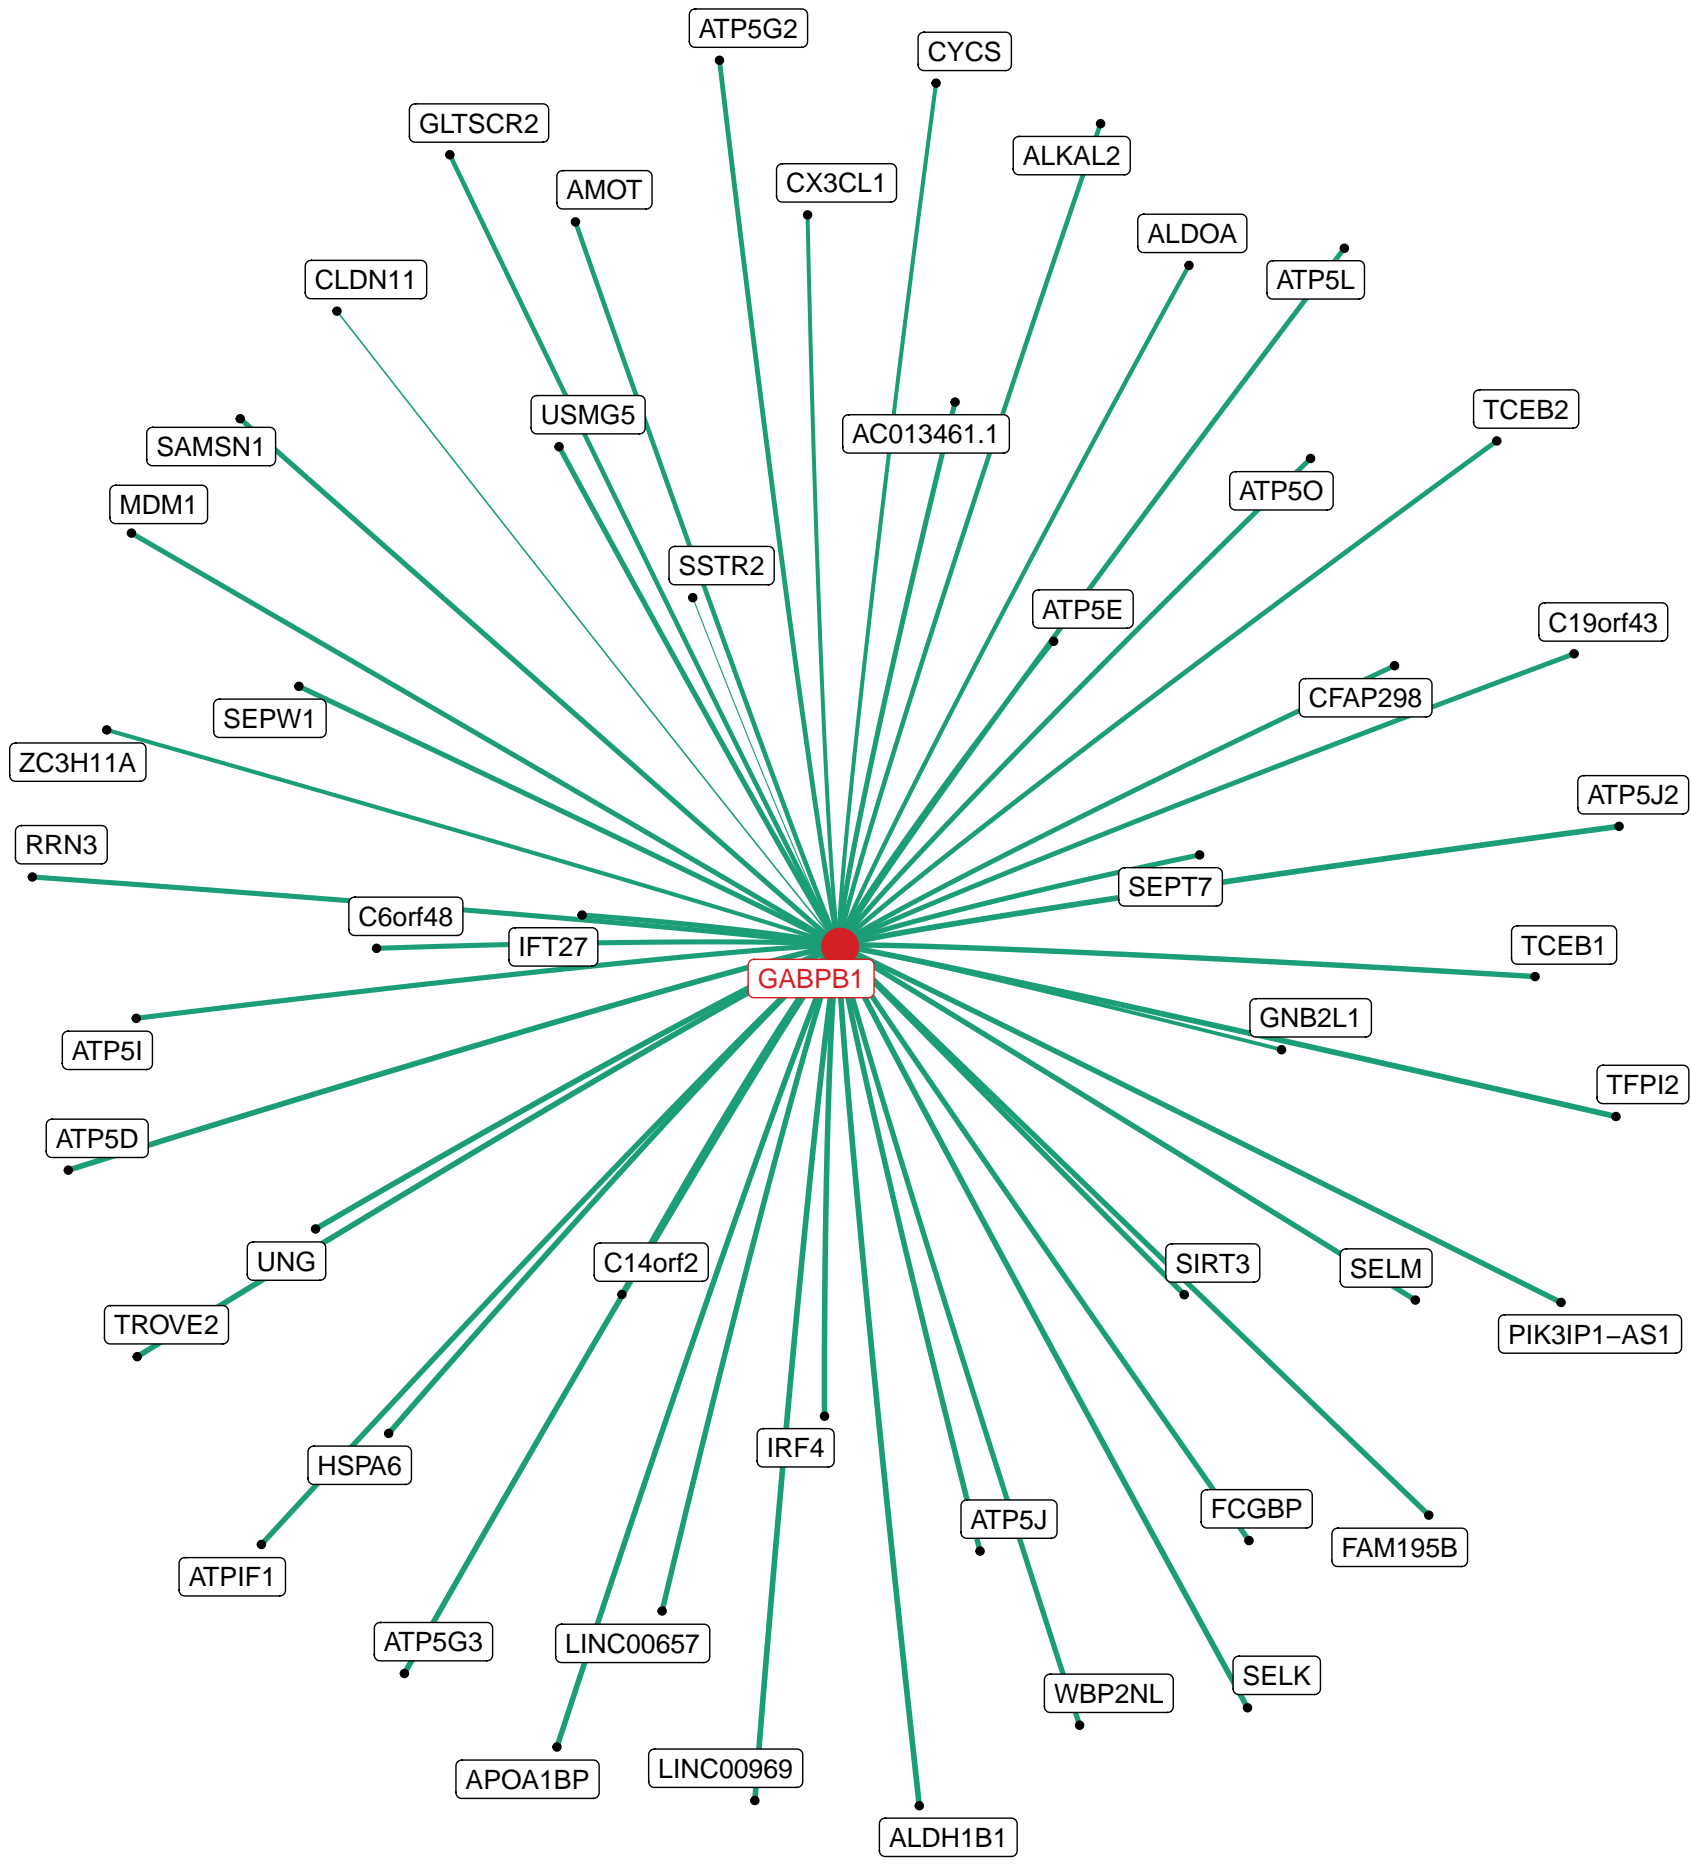 ATP5G2
CYCS
GLTSCR2
ALKAL2
AMOT
CX3CL1
ALDOA
CLDN11
ATP5L
USMG5
TCEB2
AC013461.1
SAMSN1
ATP5O
MDM1
SSTR2
ATP5E
C19orf43
CFAP298
SEPW1
ZC3H11A
ATP5J2
RRN3
SEPT7
C6orf48
IFT27
TCEB1
GABPB1
GNB2L1
ATP5I
TFPI2
ATP5D
UNG
C14orf2
SIRT3
SELM
TROVE2
PIK3IP1−AS1
IRF4
HSPA6
FCGBP
ATP5J
FAM195B
ATPIF1
ATP5G3
LINC00657
SELK
WBP2NL
LINC00969
APOA1BP
ALDH1B1